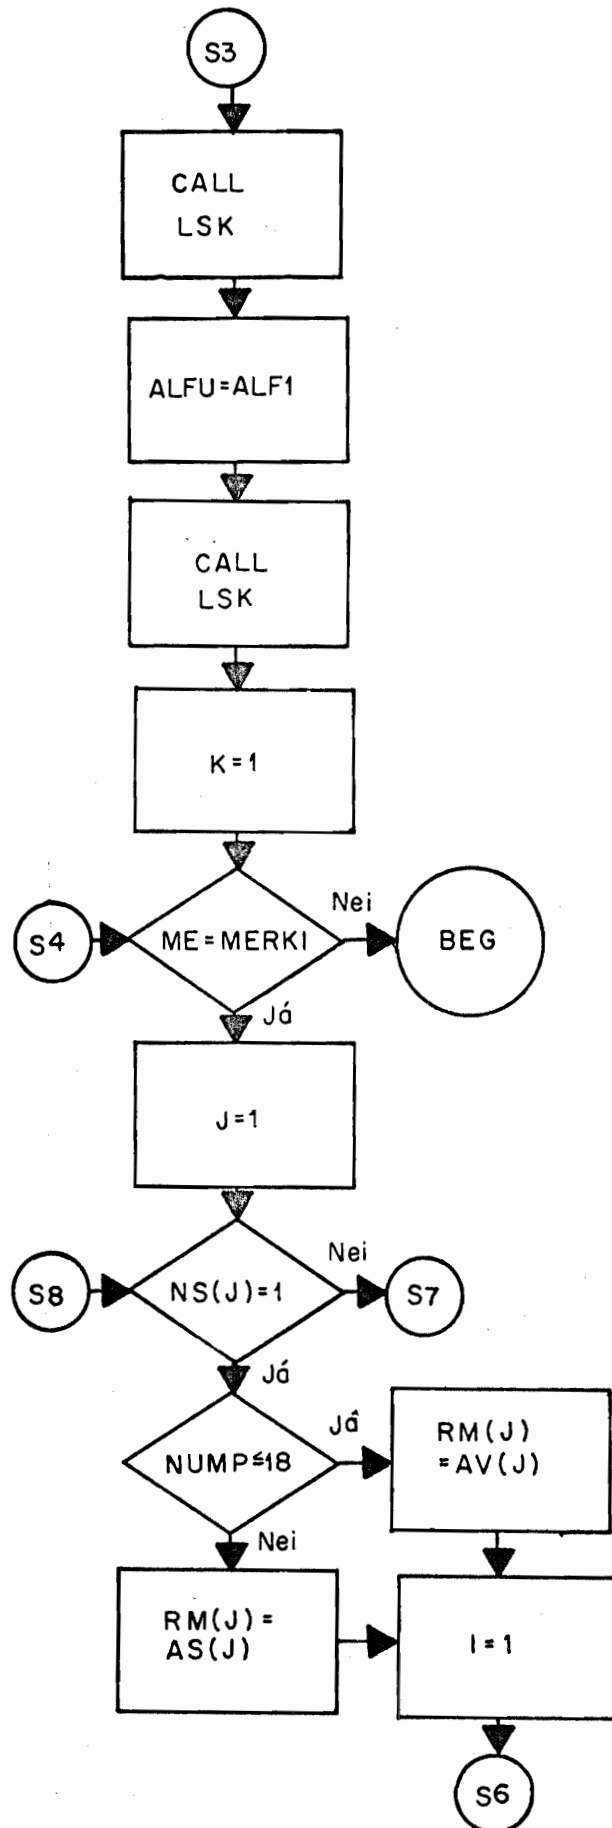 S3
CALL
LSK
ALFU=ALF1
CALL
LSK
K=1
S4
ME=MERKI
Nei
BEG
Já
J=1
S8
NS(J)=1
Nei
S7
Já
NUMP≤18
Já
RM(J)
=AV(J)
Nei
RM(J)=
AS(J)
I=1
S6